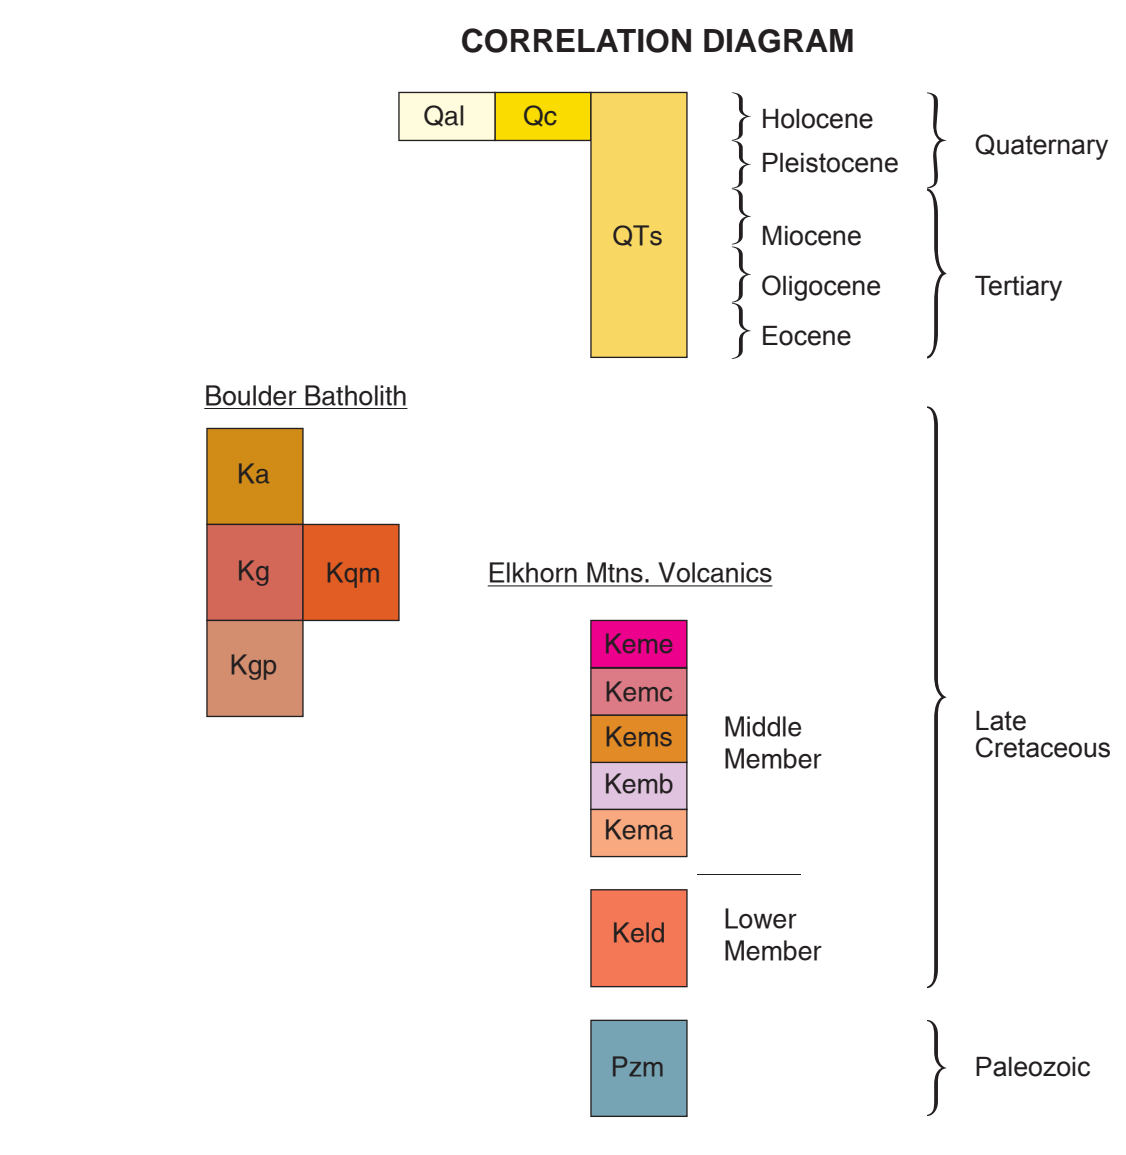 CORRELATION DIAGRAM
Qal
Qc
QTs
Holocene
Pleistocene
Miocene
Oligocene
Eocene
Quaternary
Tertiary
Boulder Batholith
Ka
Kg
Kqm
Kgp
Elkhorn Mtns. Volcanics
Keme
Kemc
Kems
Kemb
Kema
Middle
Member
Keld
Lower
Member
Late
Cretaceous
Pzm
Paleozoic